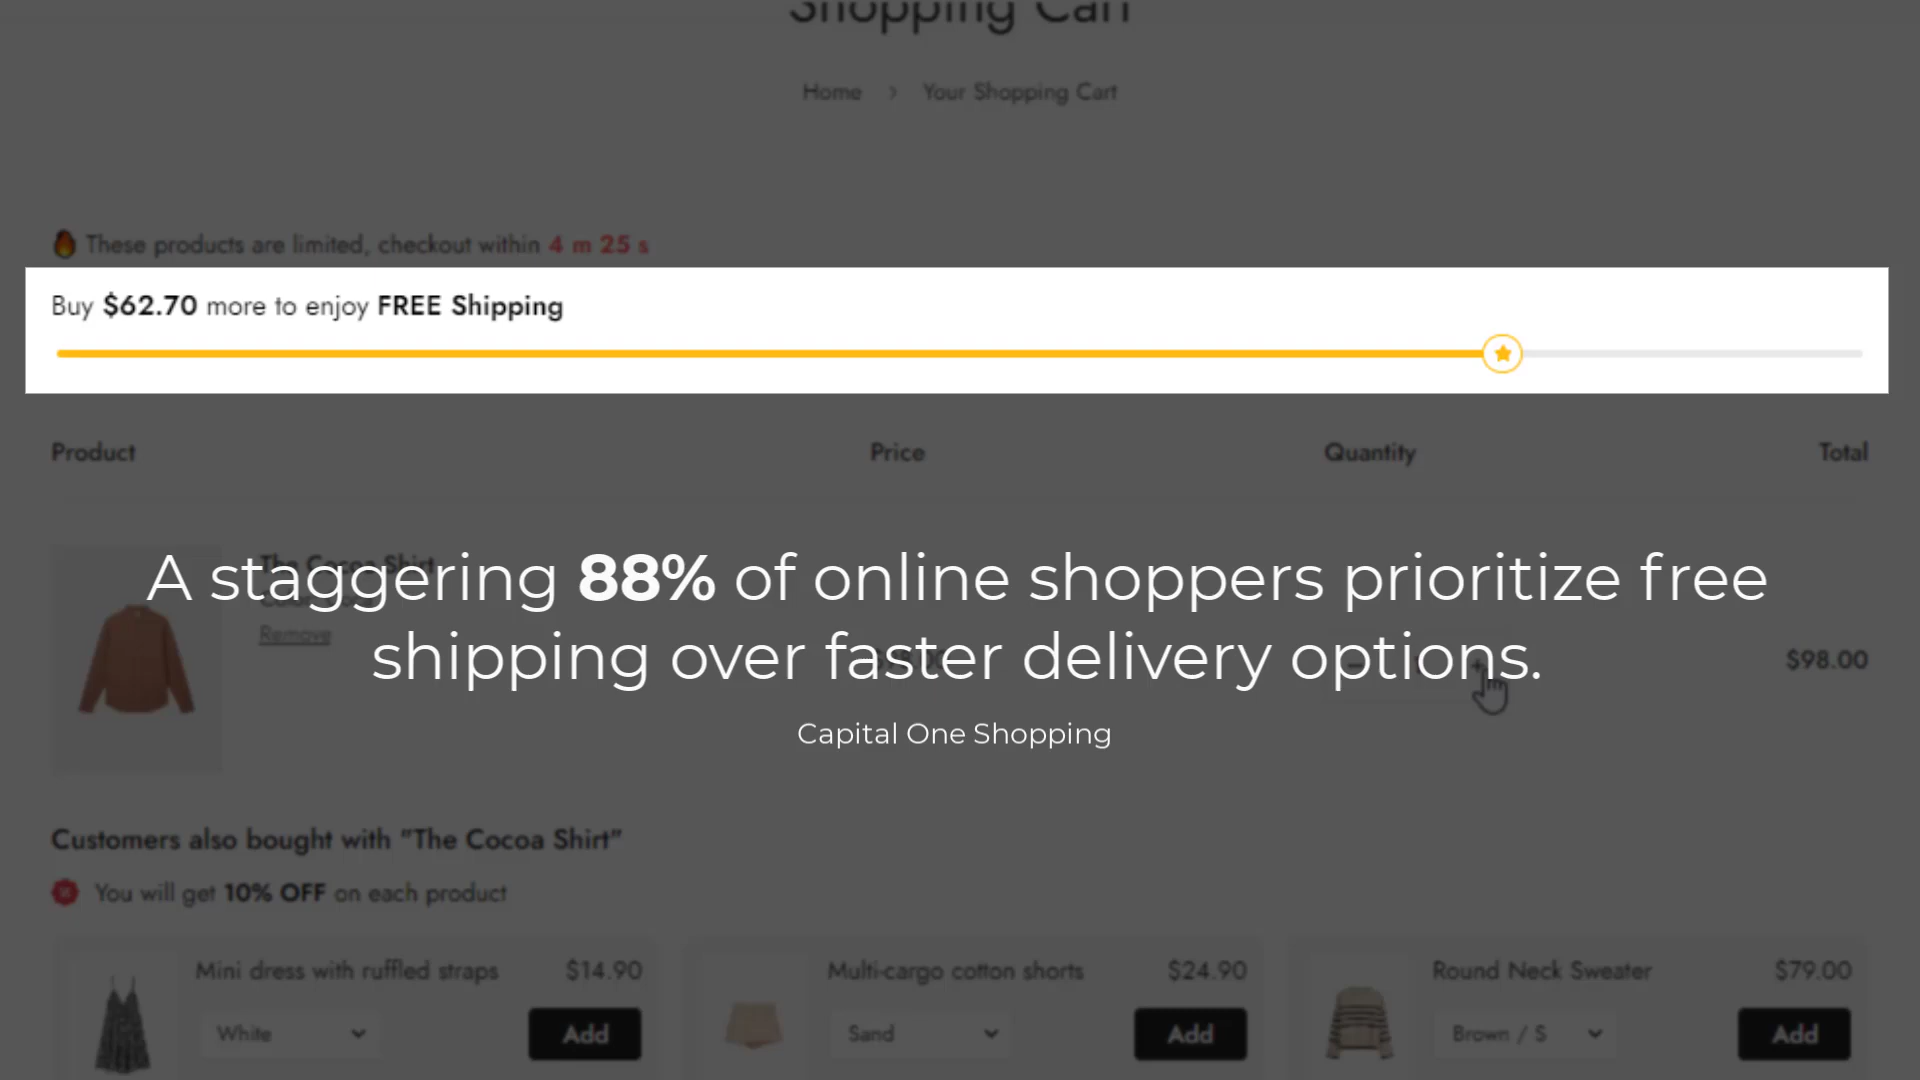 Shopping Cart
Home > Your Shopping Cart
These products are limited, checkout within 4 m 25 s
Buy $62.70 more to enjoy FREE Shipping
Product Price Quantity Total
The Cocoa Shirt
A staggering 88% of online shoppers prioritize free
Remove
shipping over faster delivery options.
$98.00
Capital One Shopping
Customers also bought with "The Cocoa Shirt"
You will get 10% OFF on each product
Mini dress with ruffled straps $14.90
White Add
Multi-cargo cotton shorts $24.90
Sand Add
Round Neck Sweater $79.00
Brown / S Add